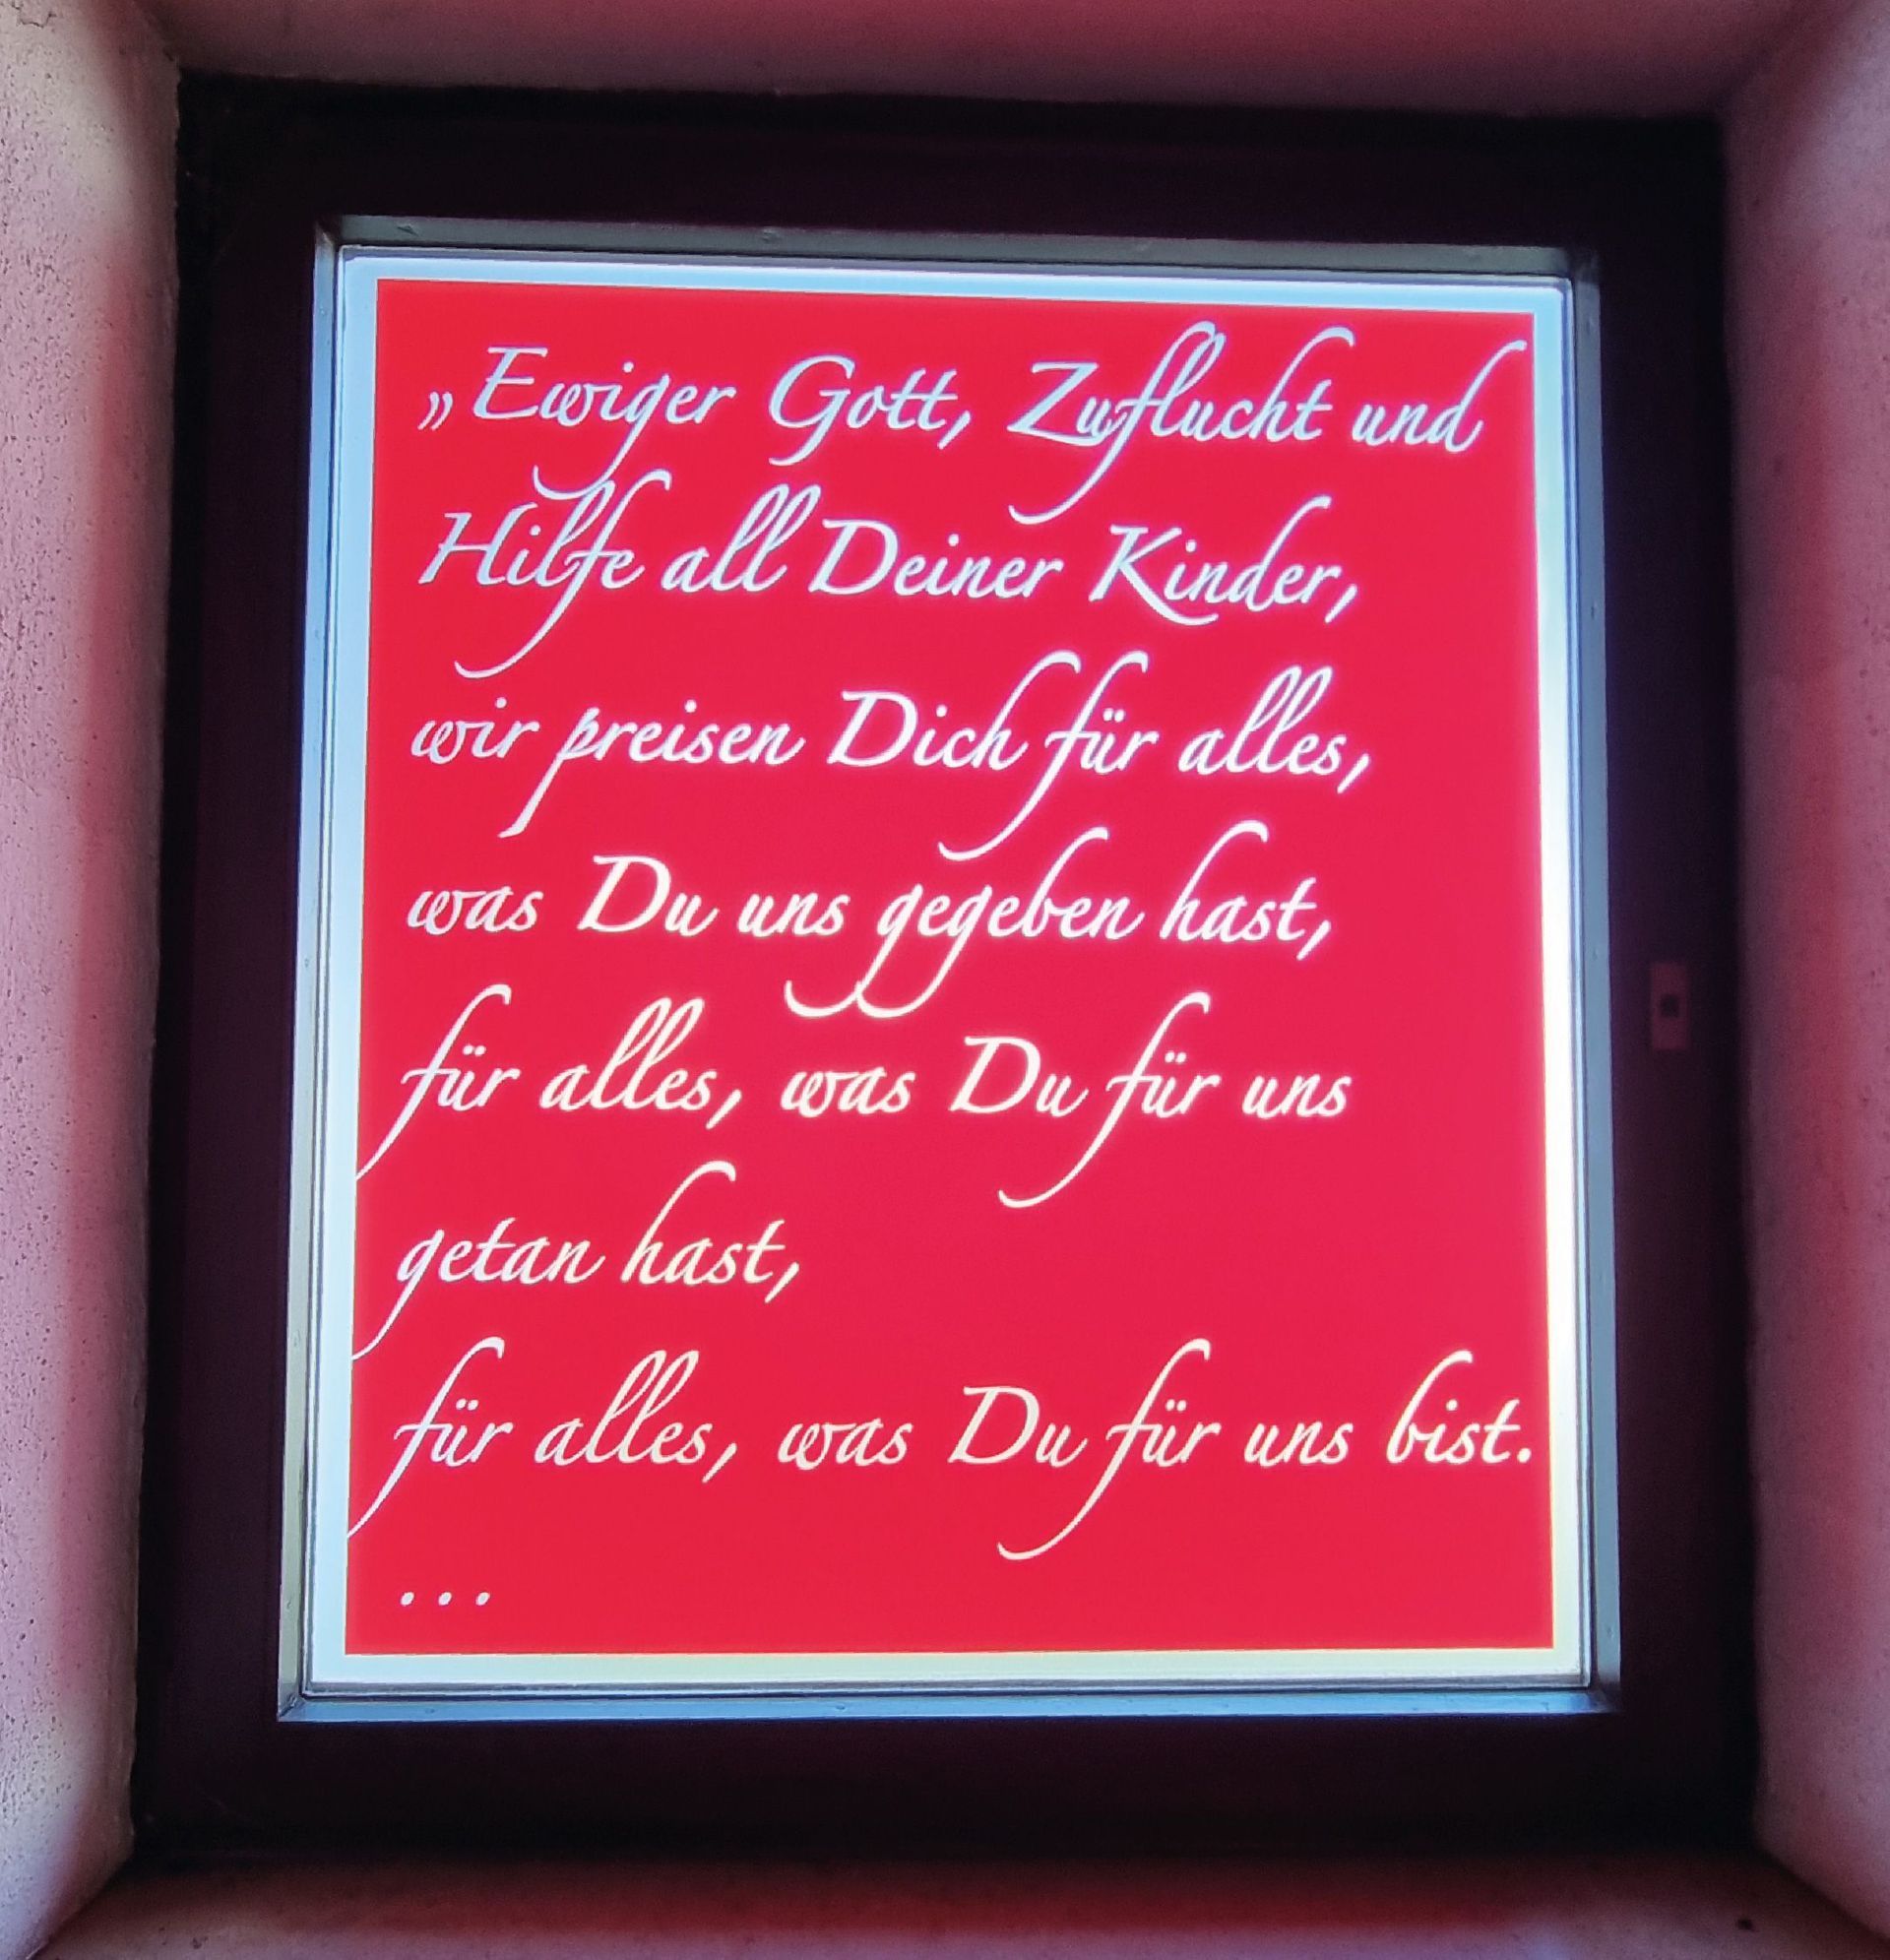 „Ewiger Gott, Zuflucht und
Hilfe all Deiner Kinder,
wir preisen Dich für alles,
was Du uns gegeben hast,
für alles, was Du für uns
getan hast,
für alles, was Du für uns bist.
...